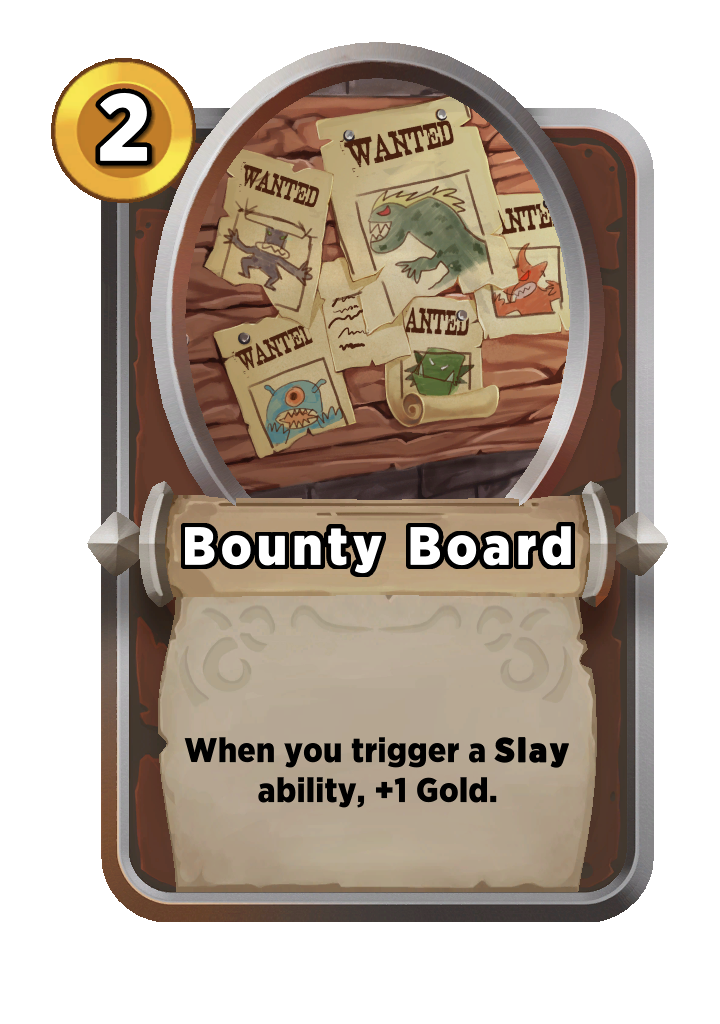 2
WANTED
WANTED
ANTE
WANTED
ANTED
Bounty Board
When you trigger a Slay
ability, +1 Gold.